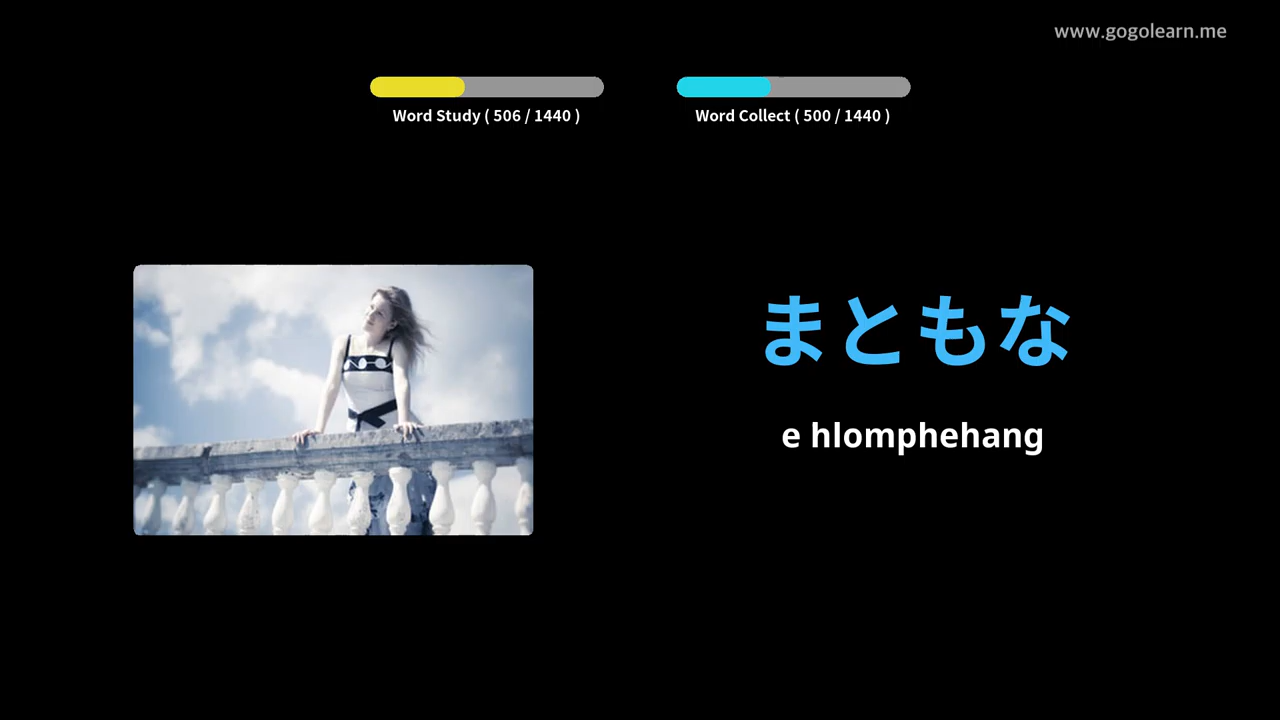 www.gogolearn.me
Word Study ( 506 / 1440 )
Word Collect ( 500 / 1440 )
まともな
e hlomphehang